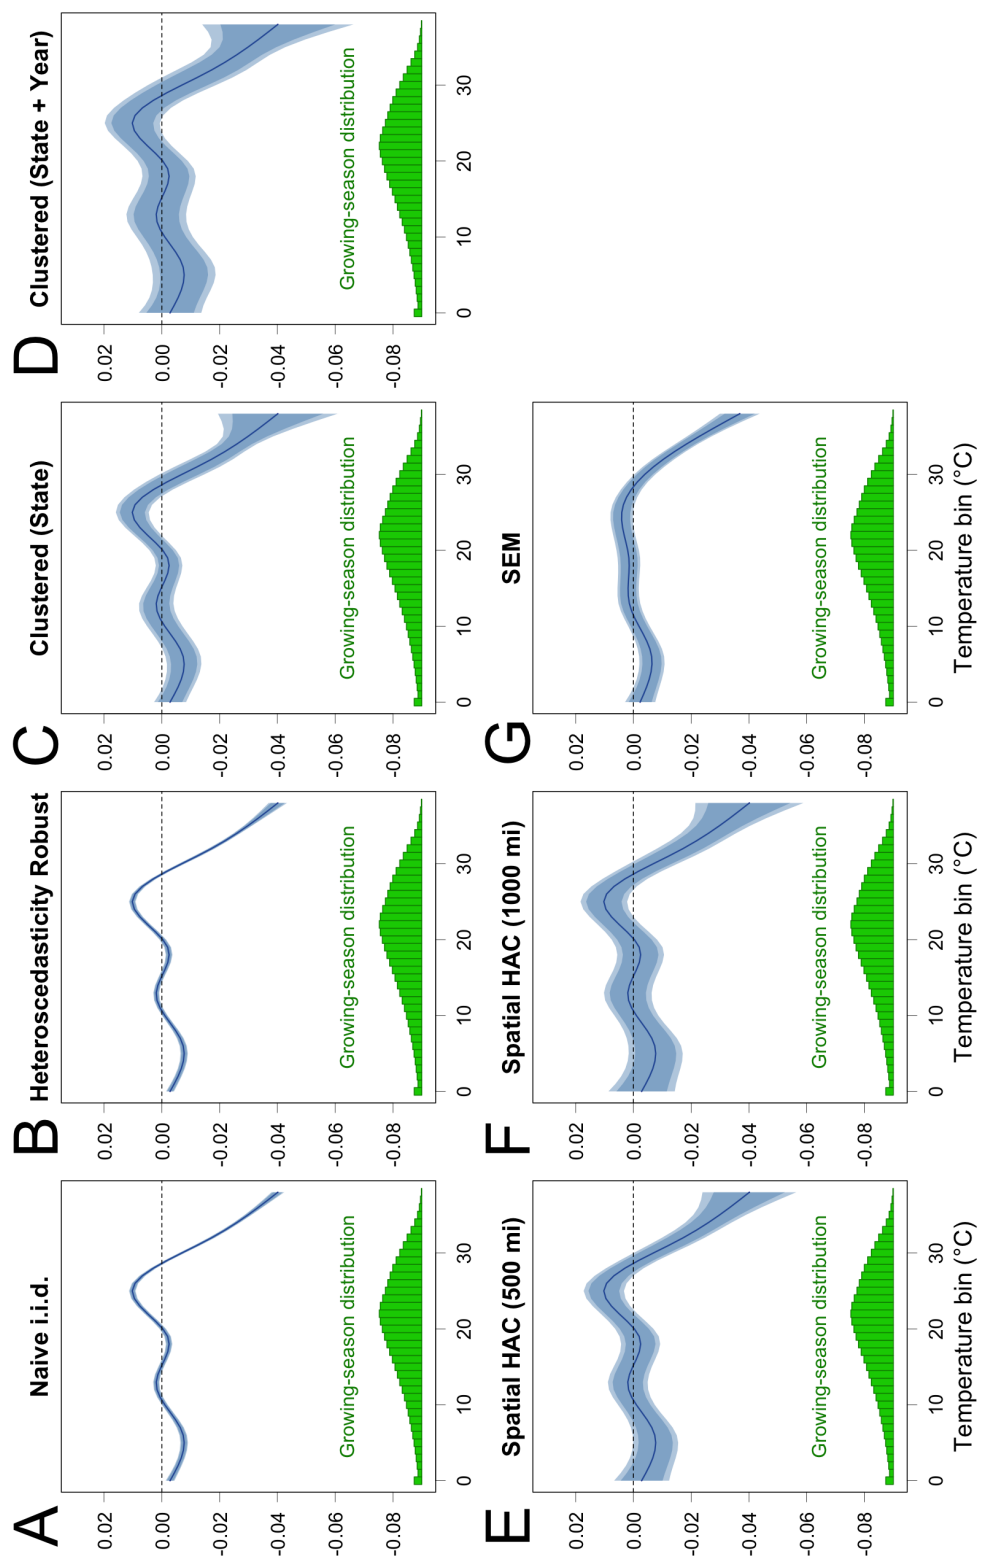 A
Naive i.i.d.
0.02
0.00
-0.02
-0.04
-0.06
-0.08
Growing-season distribution
0
10
20
30
B
Heteroscedasticity Robust
0.02
0.00
-0.02
-0.04
-0.06
-0.08
Growing-season distribution
0
10
20
30
C
Clustered (State)
0.02
0.00
-0.02
-0.04
-0.06
-0.08
Growing-season distribution
0
10
20
30
D
Clustered (State + Year)
0.02
0.00
-0.02
-0.04
-0.06
-0.08
Growing-season distribution
0
10
20
30
E
Spatial HAC (500 mi)
0.02
0.00
-0.02
-0.04
-0.06
-0.08
Growing-season distribution
0
10
20
30
Temperature bin (°C)
F
Spatial HAC (1000 mi)
0.02
0.00
-0.02
-0.04
-0.06
-0.08
Growing-season distribution
0
10
20
30
Temperature bin (°C)
G
SEM
0.02
0.00
-0.02
-0.04
-0.06
-0.08
Growing-season distribution
0
10
20
30
Temperature bin (°C)